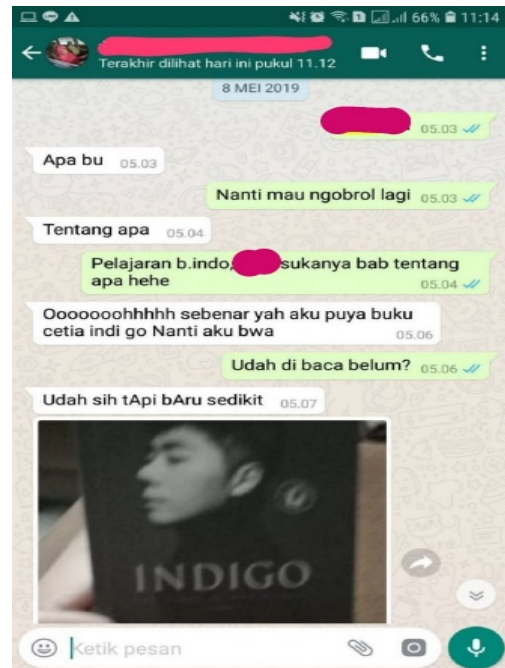 66% 11:14
Terakhir dilihat hari ini pukul 11.12
8 MEI 2019
05.03
Apa bu 05.03
Nanti mau ngobrol lagi 05.03
Tentang apa 05.04
Pelajaran b.indo, sukanya bab tentang
apa hehe 05.04
Ooooooohhhhh sebenar yah aku puya buku
cetia indi go Nanti aku bwa 05.06
Udah di baca belum? 05.06
Udah sih tApi bAru sedikit 05.07
INDIGO
Ketik pesan